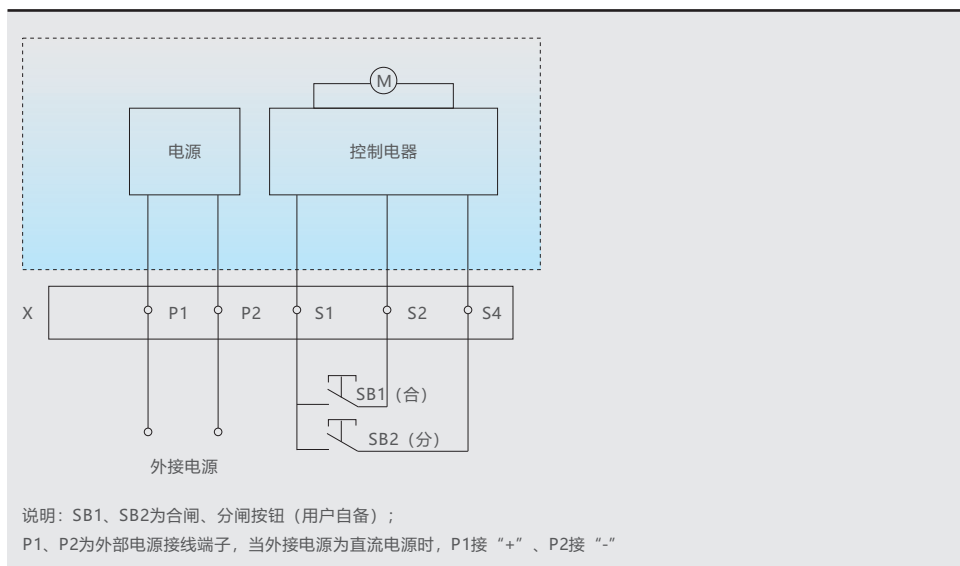 M
电源
控制电器
X
P1
P2
S1
S2
S4
SB1（合）
SB2（分）
外接电源
说明：SB1、SB2为合闸、分闸按钮（用户自备）；
P1、P2为外部电源接线端子，当外接电源为直流电源时，P1接“+”、P2接“-”